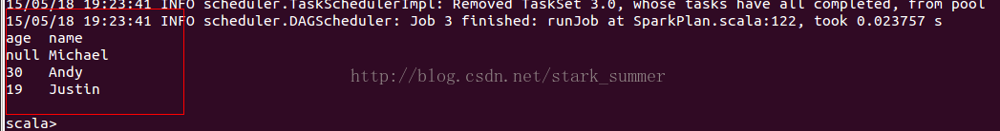 15/05/18 19:23:41 INFO scheduler.TaskSchedulerImpl: Removed TaskSet 3.0, whose tasks have all completed, from pool
15/05/18 19:23:41 INFO scheduler.DAGScheduler: Job 3 finished: runJob at SparkPlan.scala:122, took 0.023757 s
age name
null Michael
30 Andy
19 Justin
http://blog.csdn.net/stark_summer
scala>